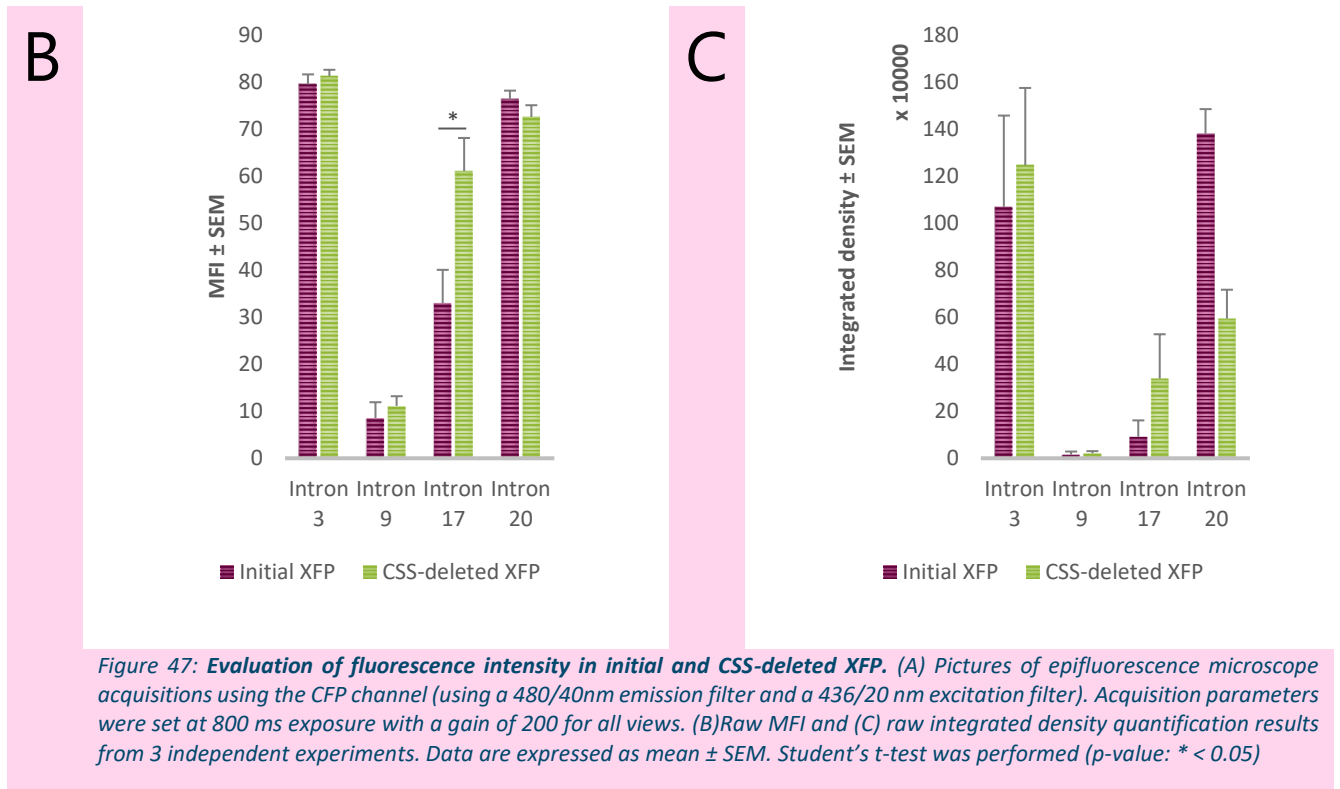 B
90
80
70
60
50
40
30
20
10
0
MFI ± SEM
*
Intron Intron Intron Intron
3 9 17 20
Initial XFP CSS-deleted XFP
C
180
160
140
120
100
80
60
40
20
0
Integrated density ± SEM
x 10000
Intron Intron Intron Intron
3 9 17 20
Initial XFP CSS-deleted XFP
Figure 47: Evaluation of fluorescence intensity in initial and CSS-deleted XFP. (A) Pictures of epifluorescence microscope
acquisitions using the CFP channel (using a 480/40nm emission filter and a 436/20 nm excitation filter). Acquisition parameters
were set at 800 ms exposure with a gain of 200 for all views. (B)Raw MFI and (C) raw integrated density quantification results
from 3 independent experiments. Data are expressed as mean ± SEM. Student’s t-test was performed (p-value: * < 0.05)